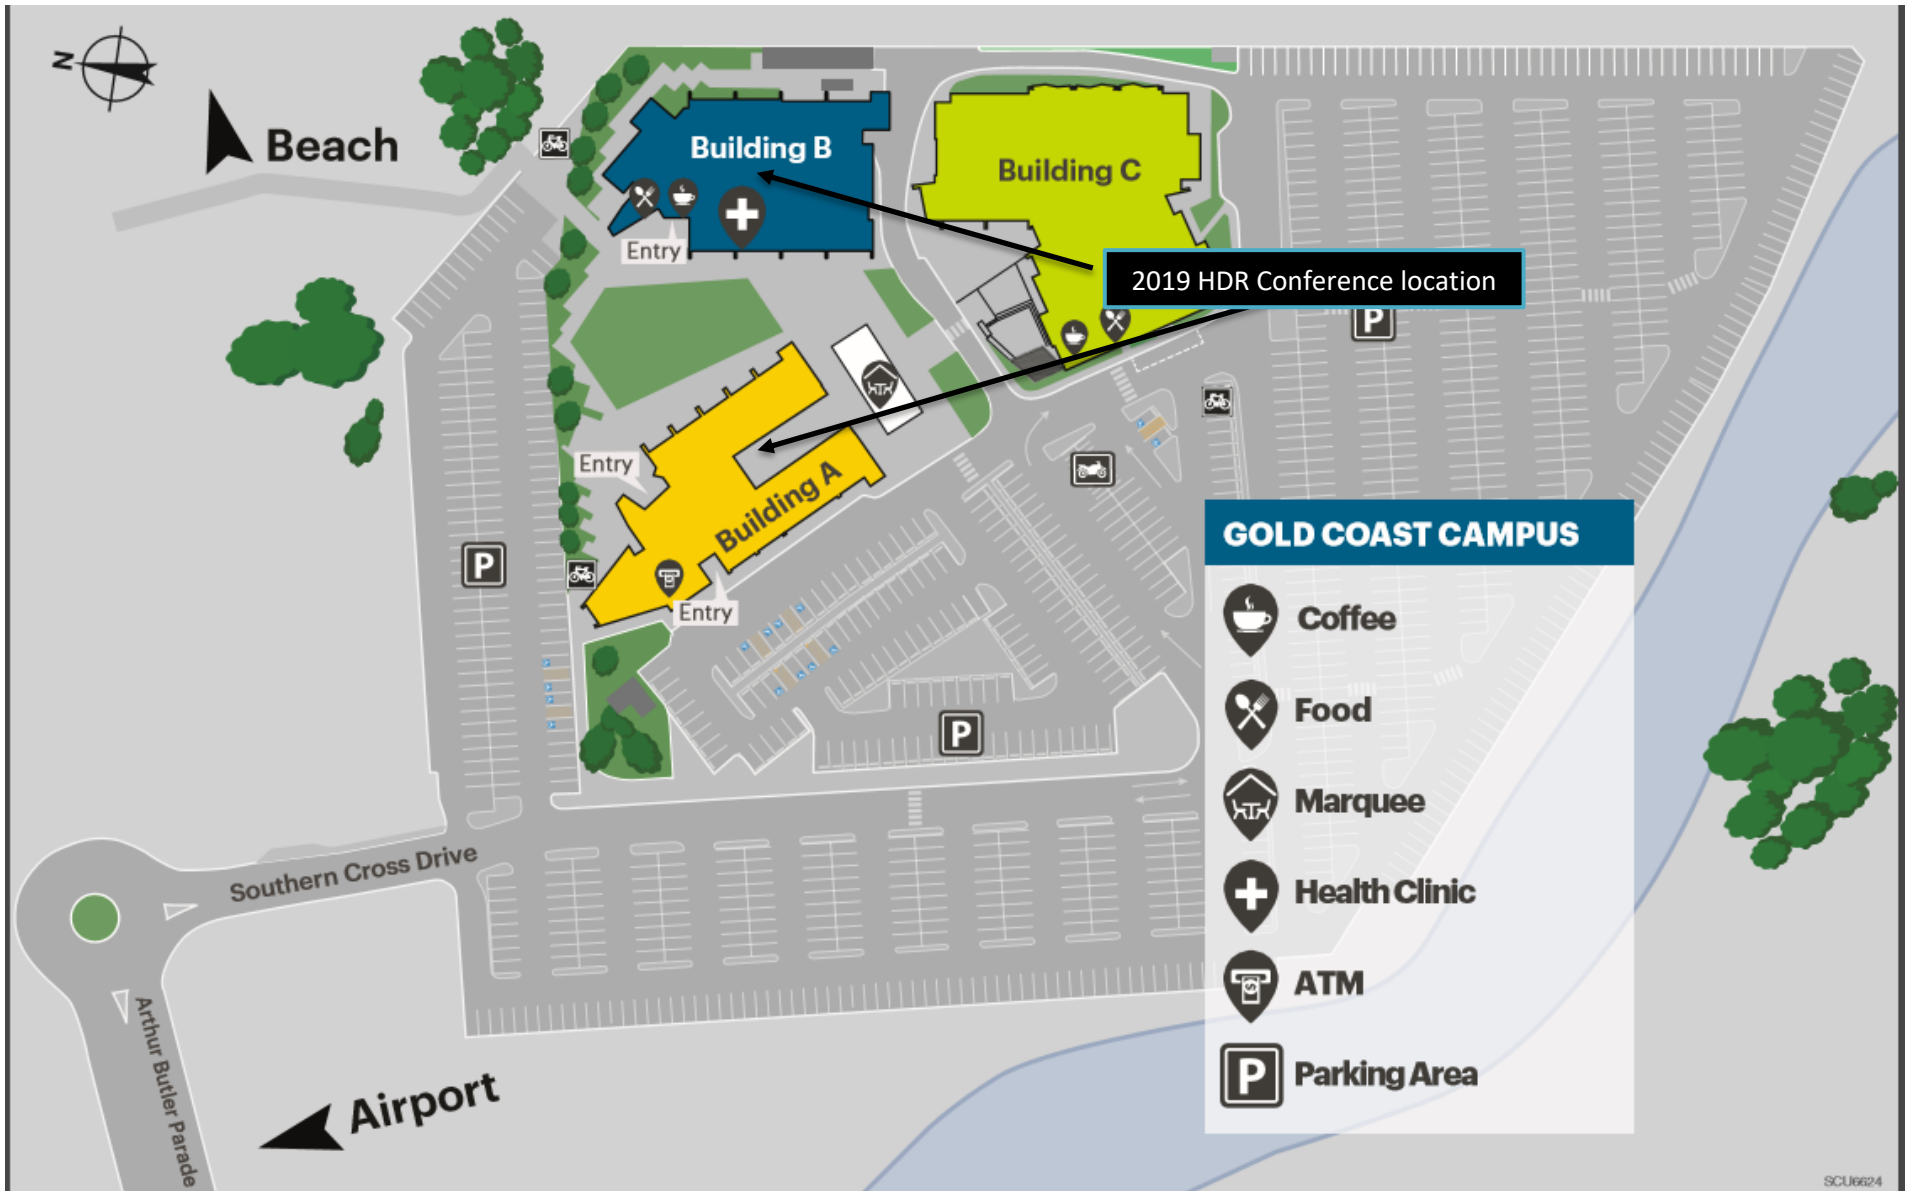 N
Beach
Building B
Building C
Entry
2019 HDR Conference location
P
Entry
Building A
P
Entry
P
GOLD COAST CAMPUS
Coffee
Food
Marquee
Health Clinic
ATM
P Parking Area
Southern Cross Drive
Arthur Butler Parade
Airport
SCU6624